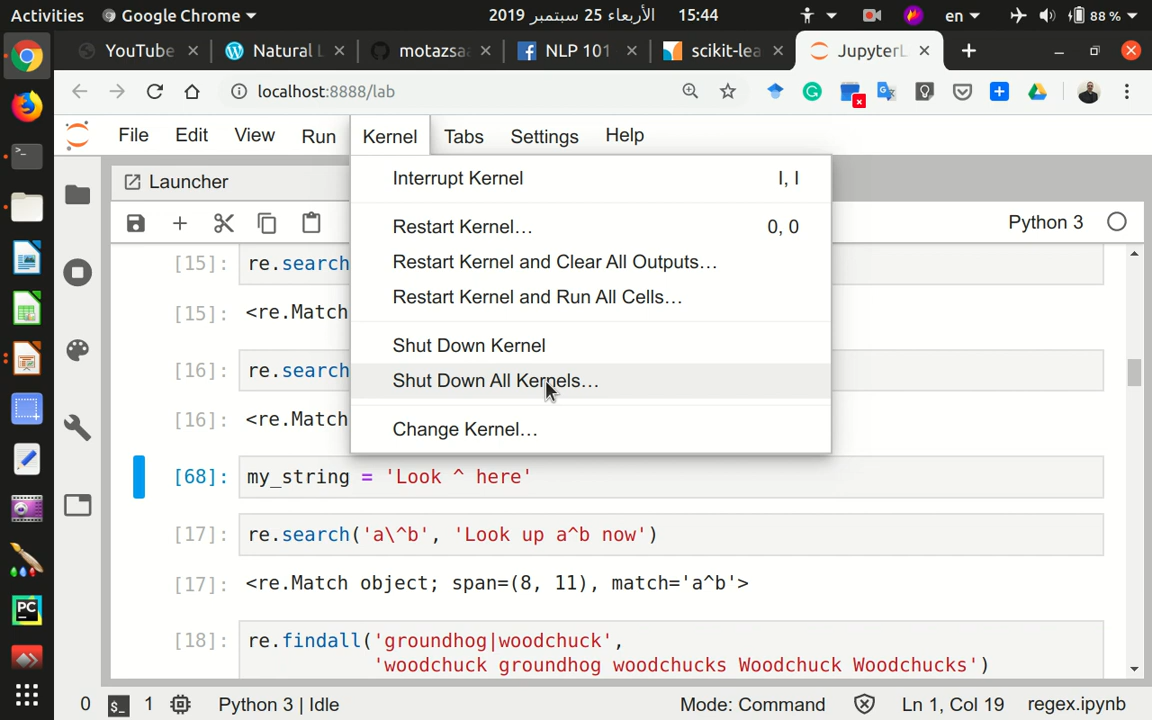 Activities Google Chrome الأربعاء 25 سبتمبر 2019 15:44 en 88 %
YouTube Natural L motazsaa NLP 101 scikit-lea JupyterL
localhost:8888/lab
File Edit View Run Kernel Tabs Settings Help
Launcher
Interrupt Kernel I, I
Restart Kernel… 0, 0
Python 3
Restart Kernel and Clear All Outputs…
Restart Kernel and Run All Cells…
Shut Down Kernel
Shut Down All Kernels…
Change Kernel…
[15]: re.search
[15]: <re.Match
[16]: re.search
[16]: <re.Match
[68]: my_string = 'Look ^ here'
[17]: re.search('a\^b', 'Look up a^b now')
[17]: <re.Match object; span=(8, 11), match='a^b'>
[18]: re.findall('groundhog|woodchuck',
'woodchuck groundhog woodchucks Woodchuck Woodchucks')
PC
0 $_ 1 Python 3 | Idle Mode: Command Ln 1, Col 19 regex.ipynb